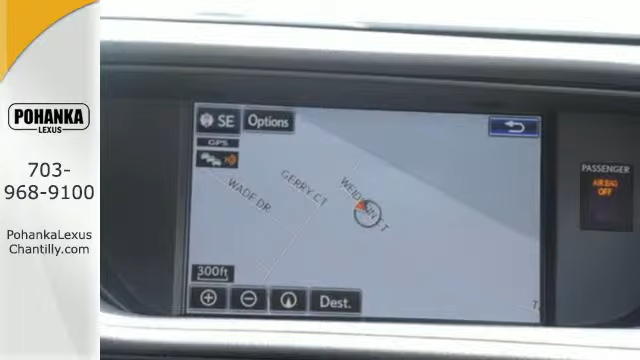 POHANKA
LEXUS
703-
968-9100
PohankaLexus
Chantilly.com
SE
Options
GPS
WADE DR
GERRY CT
300ft
Dest.
PASSENGER
AIR BAG
OFF